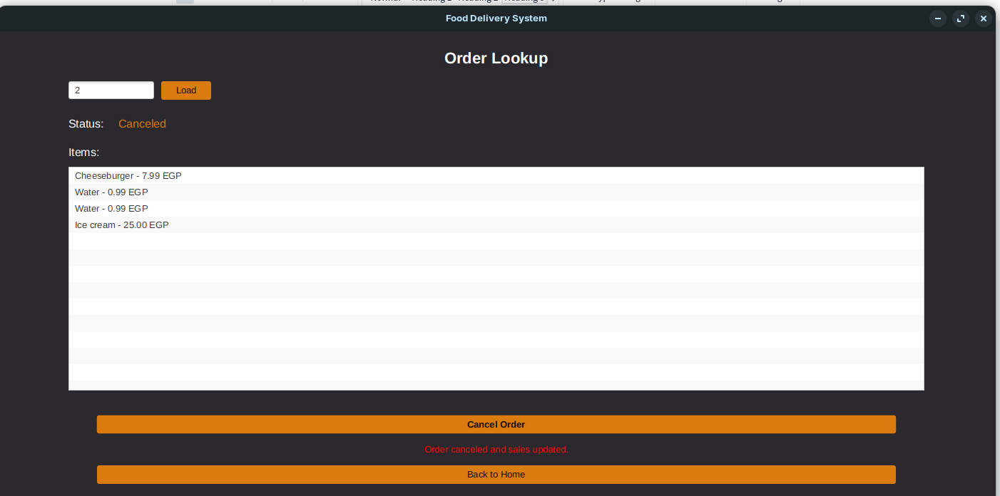 Food Delivery System
Order Lookup
2
Load
Status: Canceled
Items:
Cheeseburger - 7.99 EGP
Water - 0.99 EGP
Water - 0.99 EGP
Ice cream - 25.00 EGP
Cancel Order
Order canceled and sales updated.
Back to Home